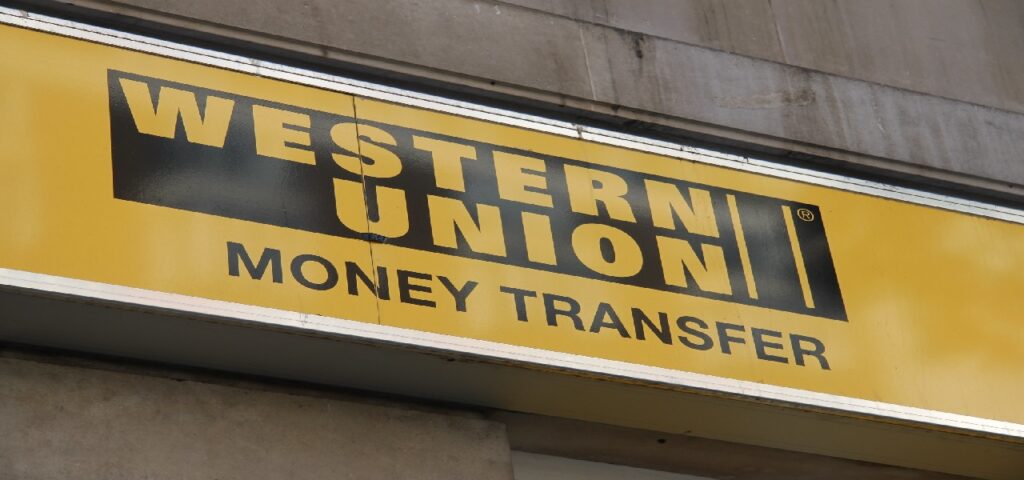 WESTERN
UNION ®
MONEY TRANSFER